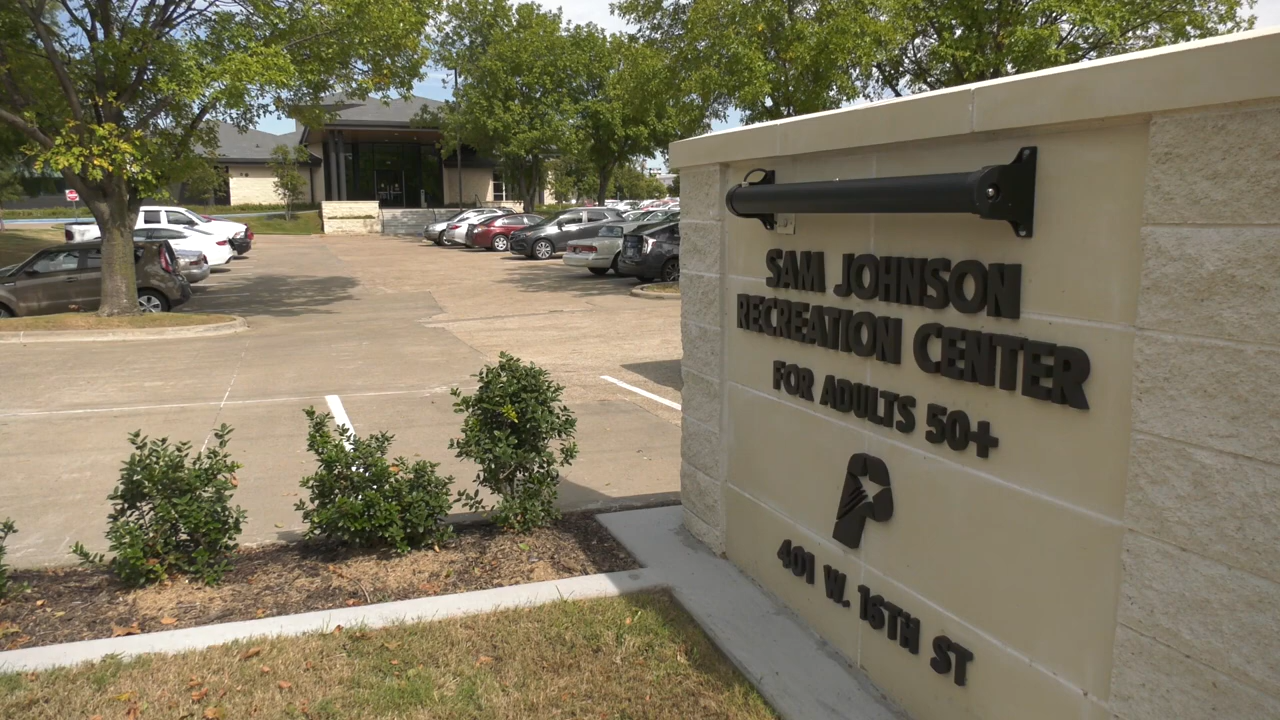 SAM JOHNSON
RECREATION CENTER
FOR ADULTS 50+
401 W. 16TH ST